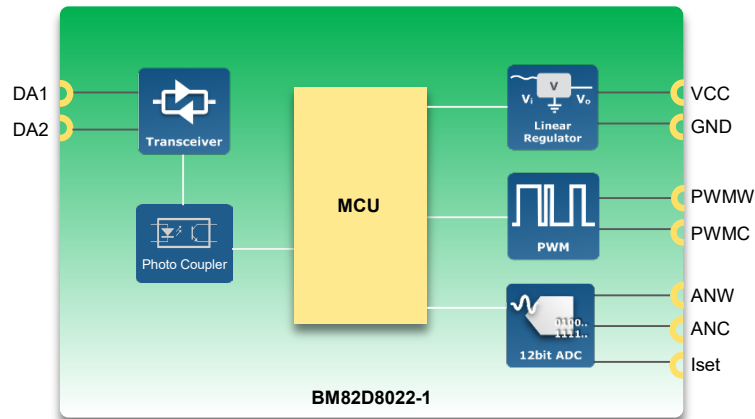 DA1
DA2
Transceiver
Photo Coupler
MCU
V
Vi
Vo
Linear
Regulator
VCC
GND
PWM
PWMW
PWMC
0100..
1111..
12bit ADC
ANW
ANC
Iset
BM82D8022-1